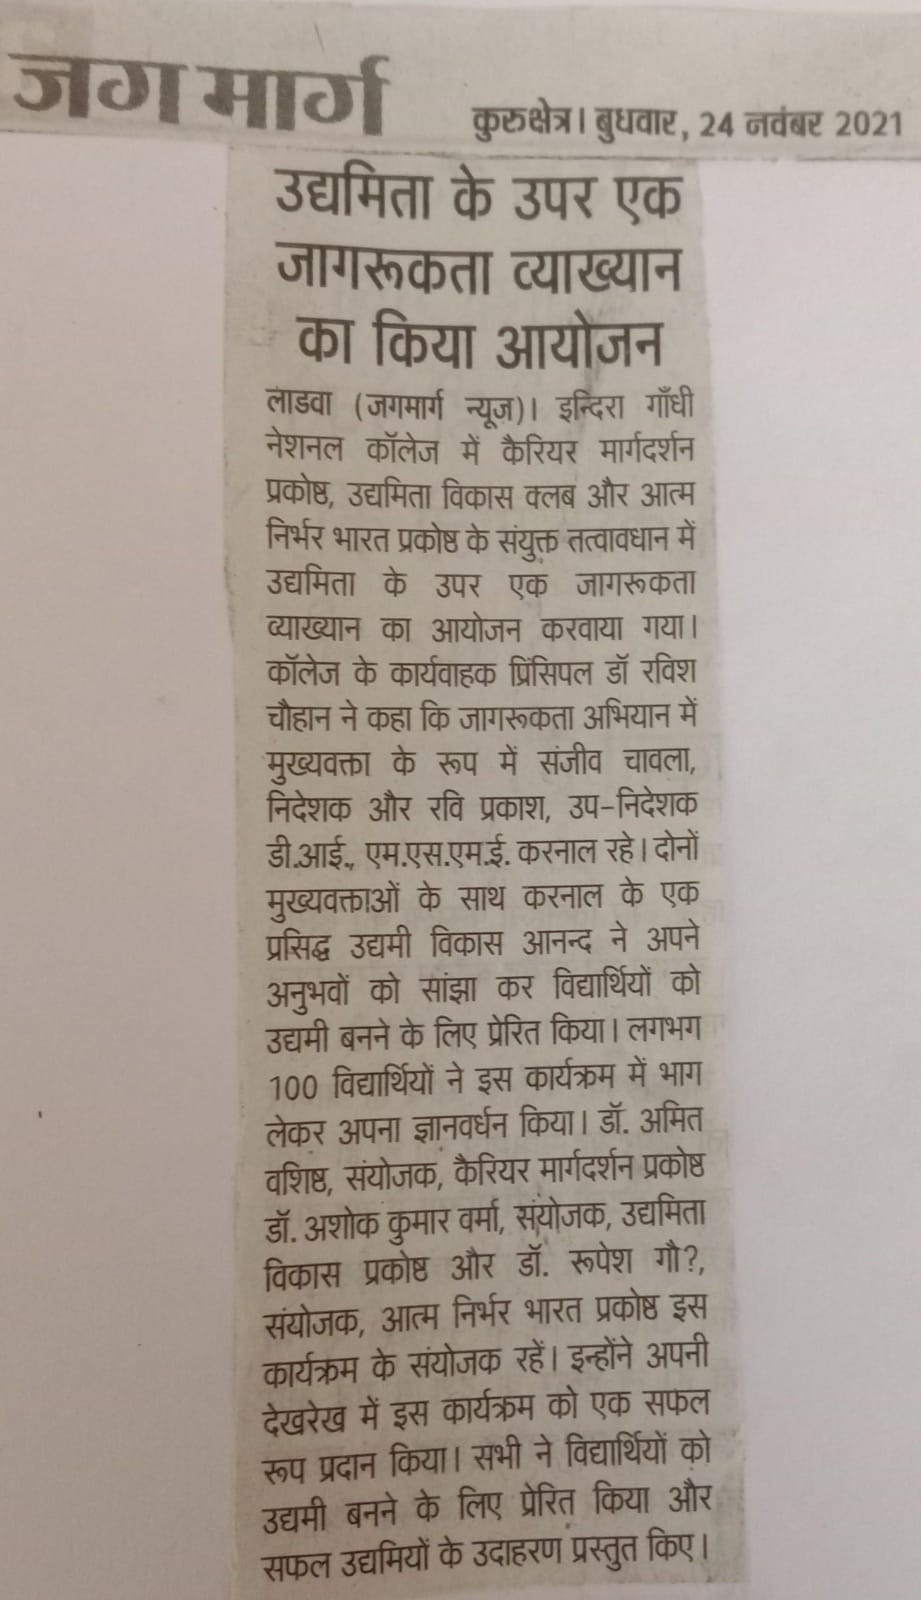 जग मार्ग
कुरुक्षेत्र। बुधवार, 24 नवंबर 2021
उद्यमिता के उपर एक
जागरूकता व्याख्यान
का किया आयोजन
लाडवा (जगमार्ग न्यूज)। इन्दिरा गाँधी
नेशनल कॉलेज में कैरियर मार्गदर्शन
प्रकोष्ठ, उद्यमिता विकास क्लब और आत्म
निर्भर भारत प्रकोष्ठ के संयुक्त तत्वावधान में
उद्यमिता के उपर एक जागरूकता
व्याख्यान का आयोजन करवाया गया।
कॉलेज के कार्यवाहक प्रिंसिपल डॉ रविश
चौहान ने कहा कि जागरूकता अभियान में
मुख्यवक्ता के रूप में संजीव चावला,
निदेशक और रवि प्रकाश, उप-निदेशक
डी.आई., एम.एस.एम.ई. करनाल रहे। दोनों
मुख्यवक्ताओं के साथ करनाल के एक
प्रसिद्ध उद्यमी विकास आनन्द ने अपने
अनुभवों को सांझा कर विद्यार्थियों को
उद्यमी बनने के लिए प्रेरित किया। लगभग
100 विद्यार्थियों ने इस कार्यक्रम में भाग
लेकर अपना ज्ञानवर्धन किया। डॉ. अमित
वशिष्ठ, संयोजक, कैरियर मार्गदर्शन प्रकोष्ठ
डॉ. अशोक कुमार वर्मा, संयोजक, उद्यमिता
विकास प्रकोष्ठ और डॉ. रूपेश गौ?,
संयोजक, आत्म निर्भर भारत प्रकोष्ठ इस
कार्यक्रम के संयोजक रहें। इन्होंने अपनी
देखरेख में इस कार्यक्रम को एक सफल
रूप प्रदान किया। सभी ने विद्यार्थियों को
उद्यमी बनने के लिए प्रेरित किया और
सफल उद्यमियों के उदाहरण प्रस्तुत किए।